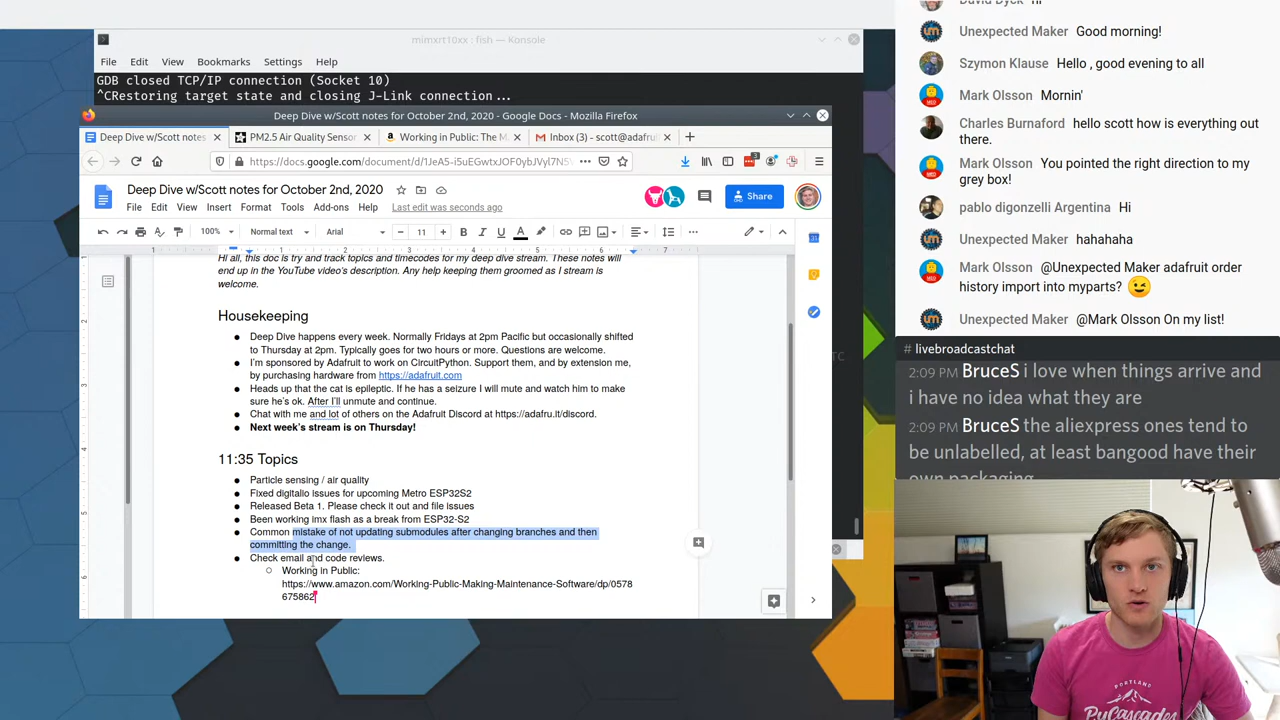 David Dyck hi
Unexpected Maker Good morning!
Szymon Klause Hello , good evening to all
Mark Olsson Mornin'
Charles Burnaford hello scott how is everything out
there.
Mark Olsson You pointed the right direction to my
grey box!
pablo digonzelli Argentina Hi
Unexpected Maker hahahaha
Mark Olsson @Unexpected Maker adafruit order
history import into myparts? 😉
Unexpected Maker @Mark Olsson On my list!
# livebroadcastchat
2:09 PM BruceS i love when things arrive and
i have no idea what they are
2:09 PM BruceS the aliexpress ones tend to
be unlabelled, at least bangood have their
own packaging
mimxrt10xx : fish — Konsole
File Edit View Bookmarks Settings Help
GDB closed TCP/IP connection (Socket 10)
^CRestoring target state and closing J-Link connection...
Deep Dive w/Scott notes for October 2nd, 2020 - Google Docs - Mozilla Firefox
Deep Dive w/Scott notes
PM2.5 Air Quality Sensor
Working in Public: The M
Inbox (3) - scott@adafrui
https://docs.google.com/document/d/1JeA5-i5uEGwtxJOF0ybJVyl7N5V
Deep Dive w/Scott notes for October 2nd, 2020
File Edit View Insert Format Tools Add-ons Help Last edit was seconds ago
Share
100% Normal text Arial 11
Hi all, this doc is try and track topics and timecodes for my deep dive stream. These notes will
end up in the YouTube video's description. Any help keeping them groomed as I stream is
welcome.
Housekeeping
Deep Dive happens every week. Normally Fridays at 2pm Pacific but occasionally shifted
to Thursday at 2pm. Typically goes for two hours or more. Questions are welcome.
I'm sponsored by Adafruit to work on CircuitPython. Support them, and by extension me,
by purchasing hardware from https://adafruit.com
Heads up that the cat is epileptic. If he has a seizure I will mute and watch him to make
sure he's ok. After I'll unmute and continue.
Chat with me and lot of others on the Adafruit Discord at https://adafru.it/discord.
Next week's stream is on Thursday!
11:35 Topics
Particle sensing / air quality
Fixed digitalio issues for upcoming Metro ESP32S2
Released Beta 1. Please check it out and file issues
Been working imx flash as a break from ESP32-S2
Common mistake of not updating submodules after changing branches and then
committing the change.
Check email and code reviews.
Working in Public:
https://www.amazon.com/Working-Public-Making-Maintenance-Software/dp/0578
675862
PORTLAND
PyCascades